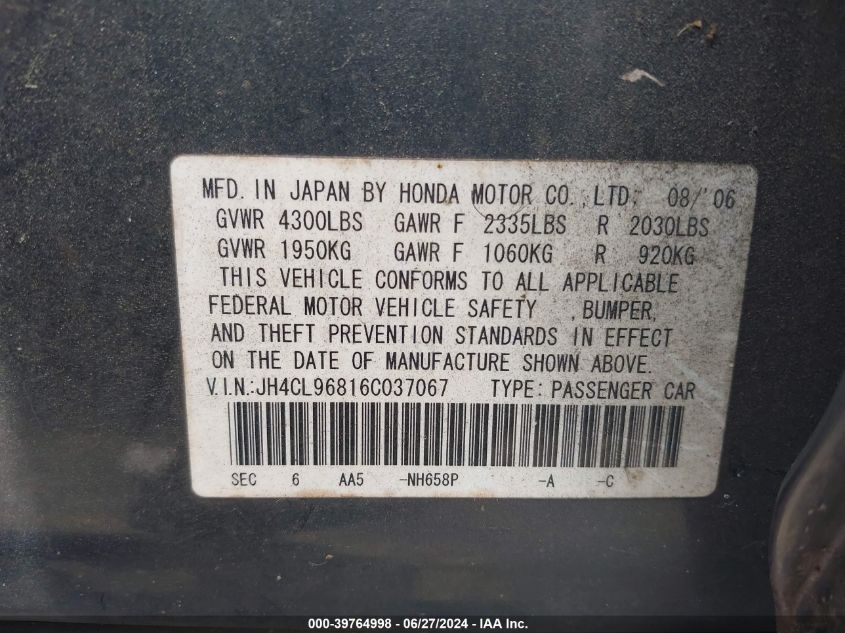 MFD. IN JAPAN BY HONDA MOTOR CO., LTD. 08/'06
GVWR 4300LBS GAWR F 2335LBS R 2030LBS
GVWR 1950KG GAWR F 1060KG R 920KG
THIS VEHICLE CONFORMS TO ALL APPLICABLE
FEDERAL MOTOR VEHICLE SAFETY , BUMPER,
AND THEFT PREVENTION STANDARDS IN EFFECT
ON THE DATE OF MANUFACTURE SHOWN ABOVE.
V.I.N.:JH4CL96816C037067 TYPE: PASSENGER CAR
SEC 6 AA5 -NH658P -A -C
000-39764998 - 06/27/2024 - IAA Inc.